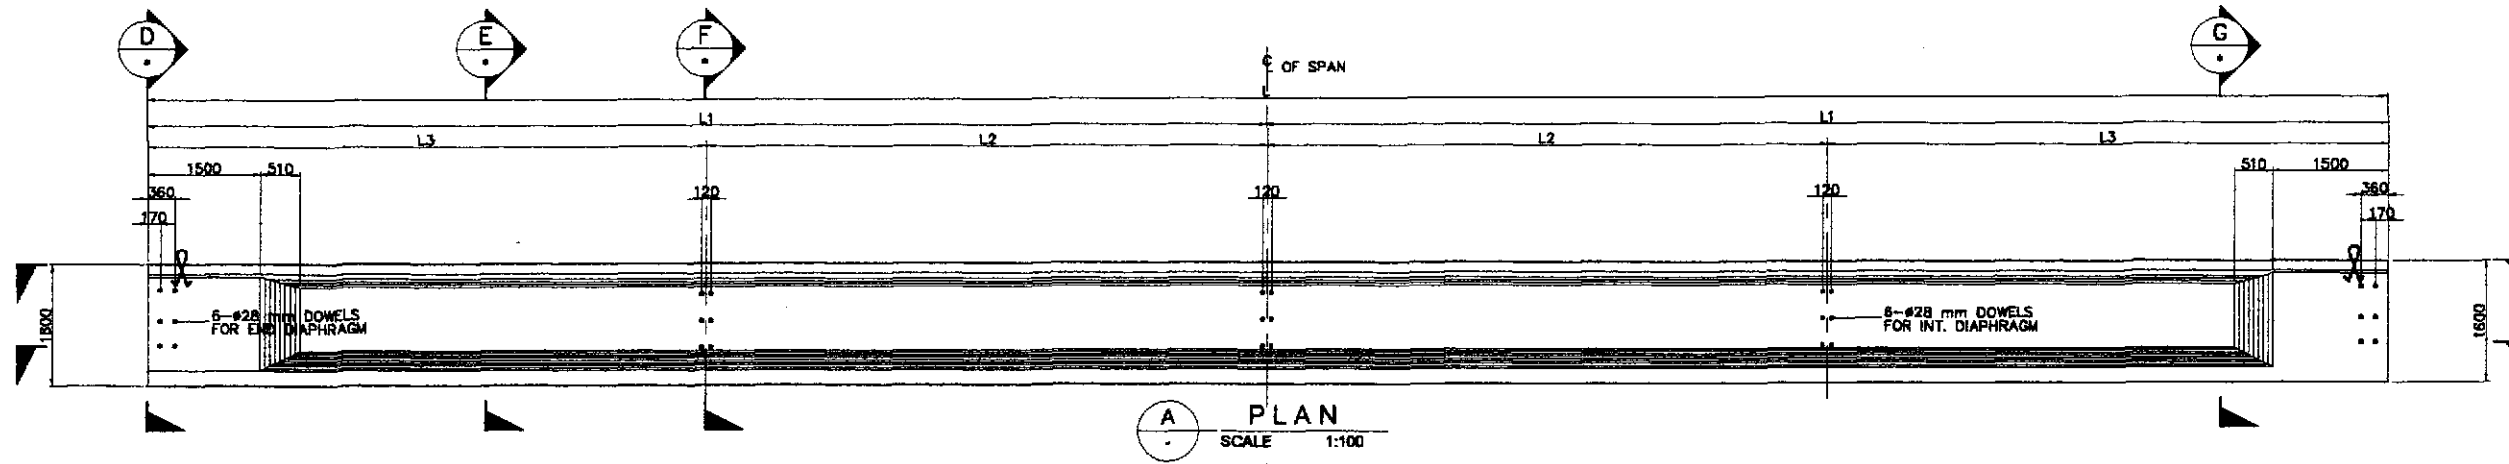 D
E
F
G
℄ OF SPAN
L
L1
L1
L3
L2
L2
L3
1500
510
510
1500
360
120
120
120
360
170
170
6-ø28 mm DOWELS
FOR END DIAPHRAGM
6-ø28 mm DOWELS
FOR INT. DIAPHRAGM
1600
1600
A
PLAN
SCALE 1:100